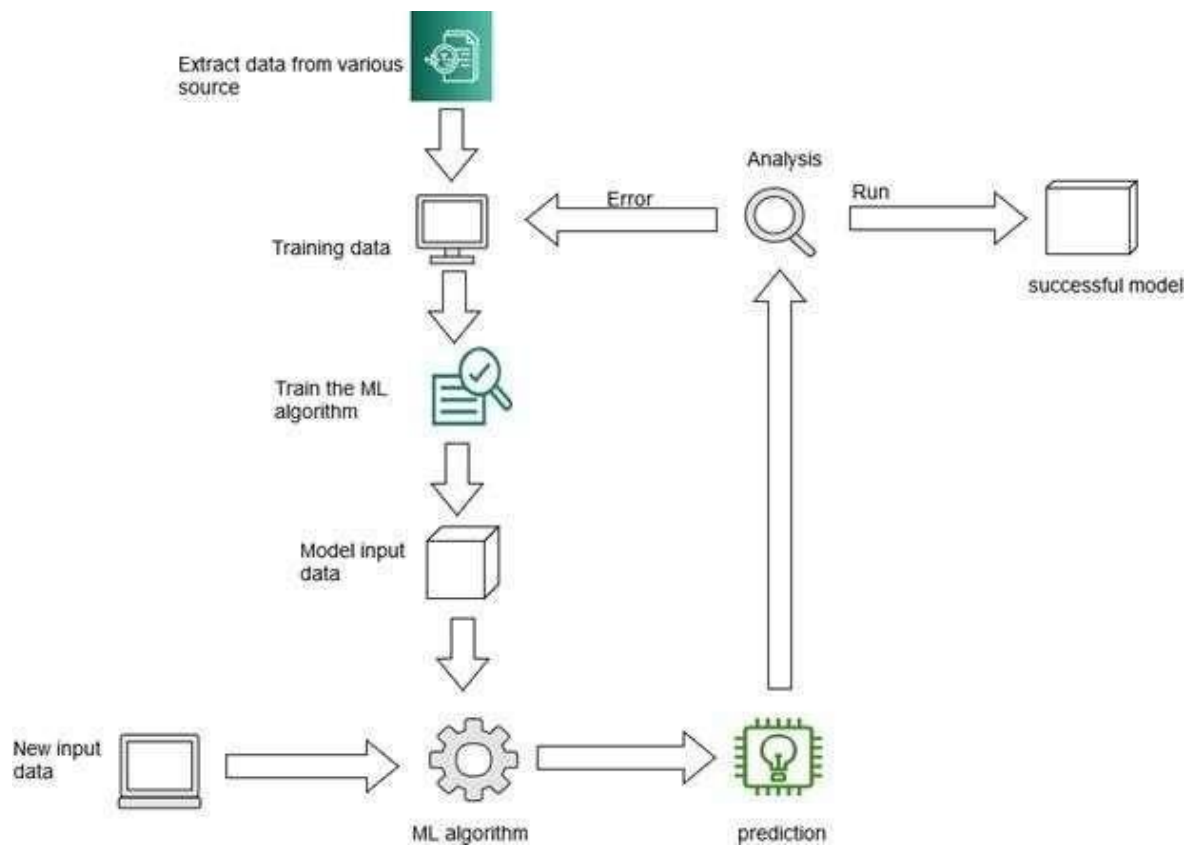 Extract data from various
source
Analysis
Error
Run
Training data
successful model
Train the ML
algorithm
Model input
data
New input
data
ML algorithm
prediction